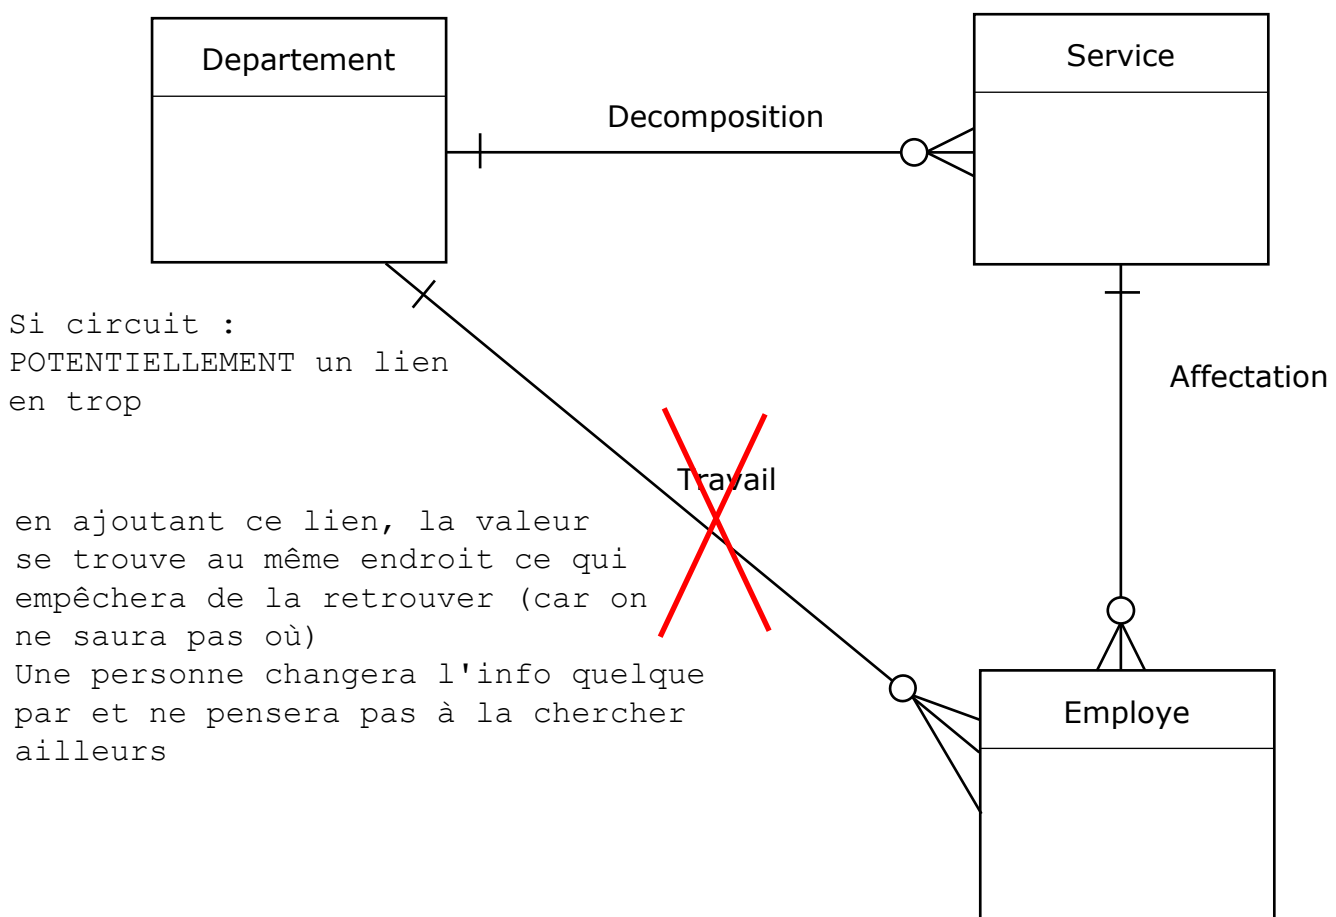 Departement
Service
Decomposition
Si circuit :
POTENTIELLEMENT un lien
en trop
Affectation
Travail
en ajoutant ce lien, la valeur
se trouve au même endroit ce qui
empêchera de la retrouver (car on
ne saura pas où)
Une personne changera l'info quelque
par et ne pensera pas à la chercher
ailleurs
Employe